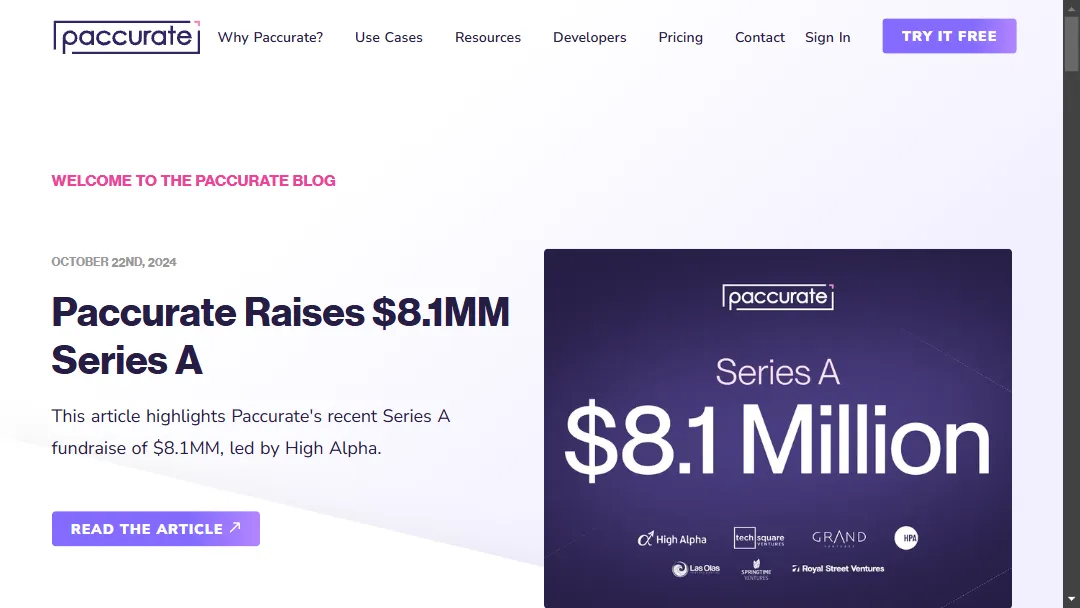 paccurate
Why Paccurate? Use Cases Resources Developers Pricing Contact Sign In TRY IT FREE
WELCOME TO THE PACCURATE BLOG
OCTOBER 22ND, 2024
Paccurate Raises $8.1MM
Series A
This article highlights Paccurate's recent Series A
fundraise of $8.1MM, led by High Alpha.
READ THE ARTICLE
paccurate
Series A
$8.1 Million
High Alpha
tech square
VENTURES
GRAND
VENTURES
HPA
Las Olas
SPRINGTIME
VENTURES
Royal Street Ventures